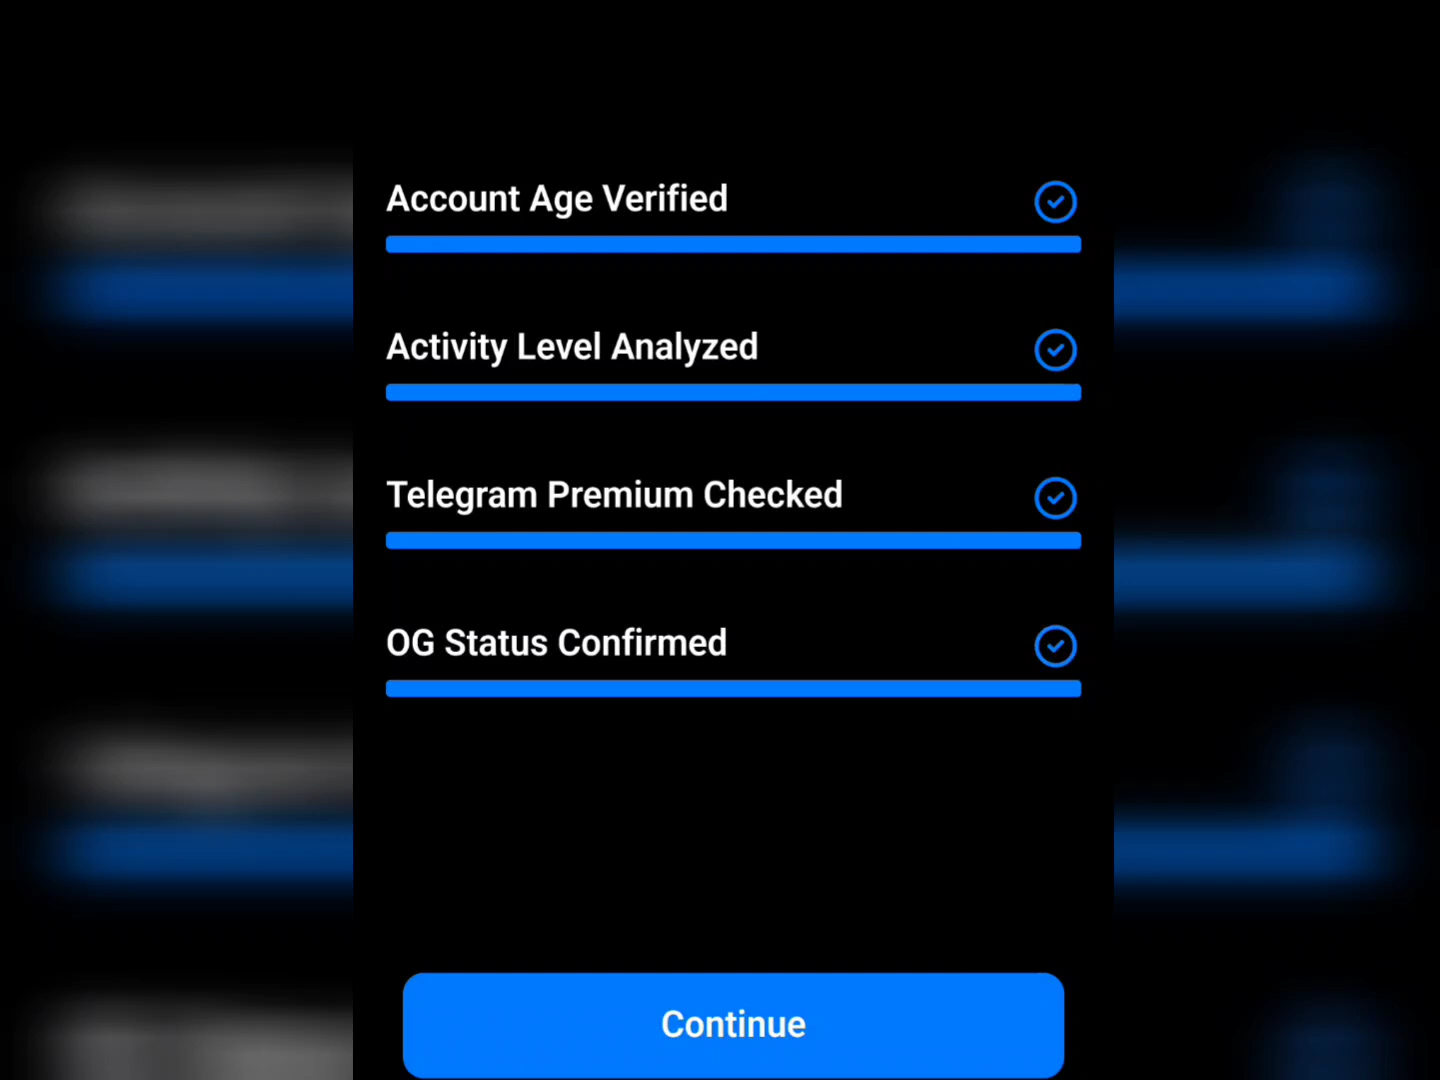 Account Age Verified
Activity Level Analyzed
Telegram Premium Checked
OG Status Confirmed
Continue